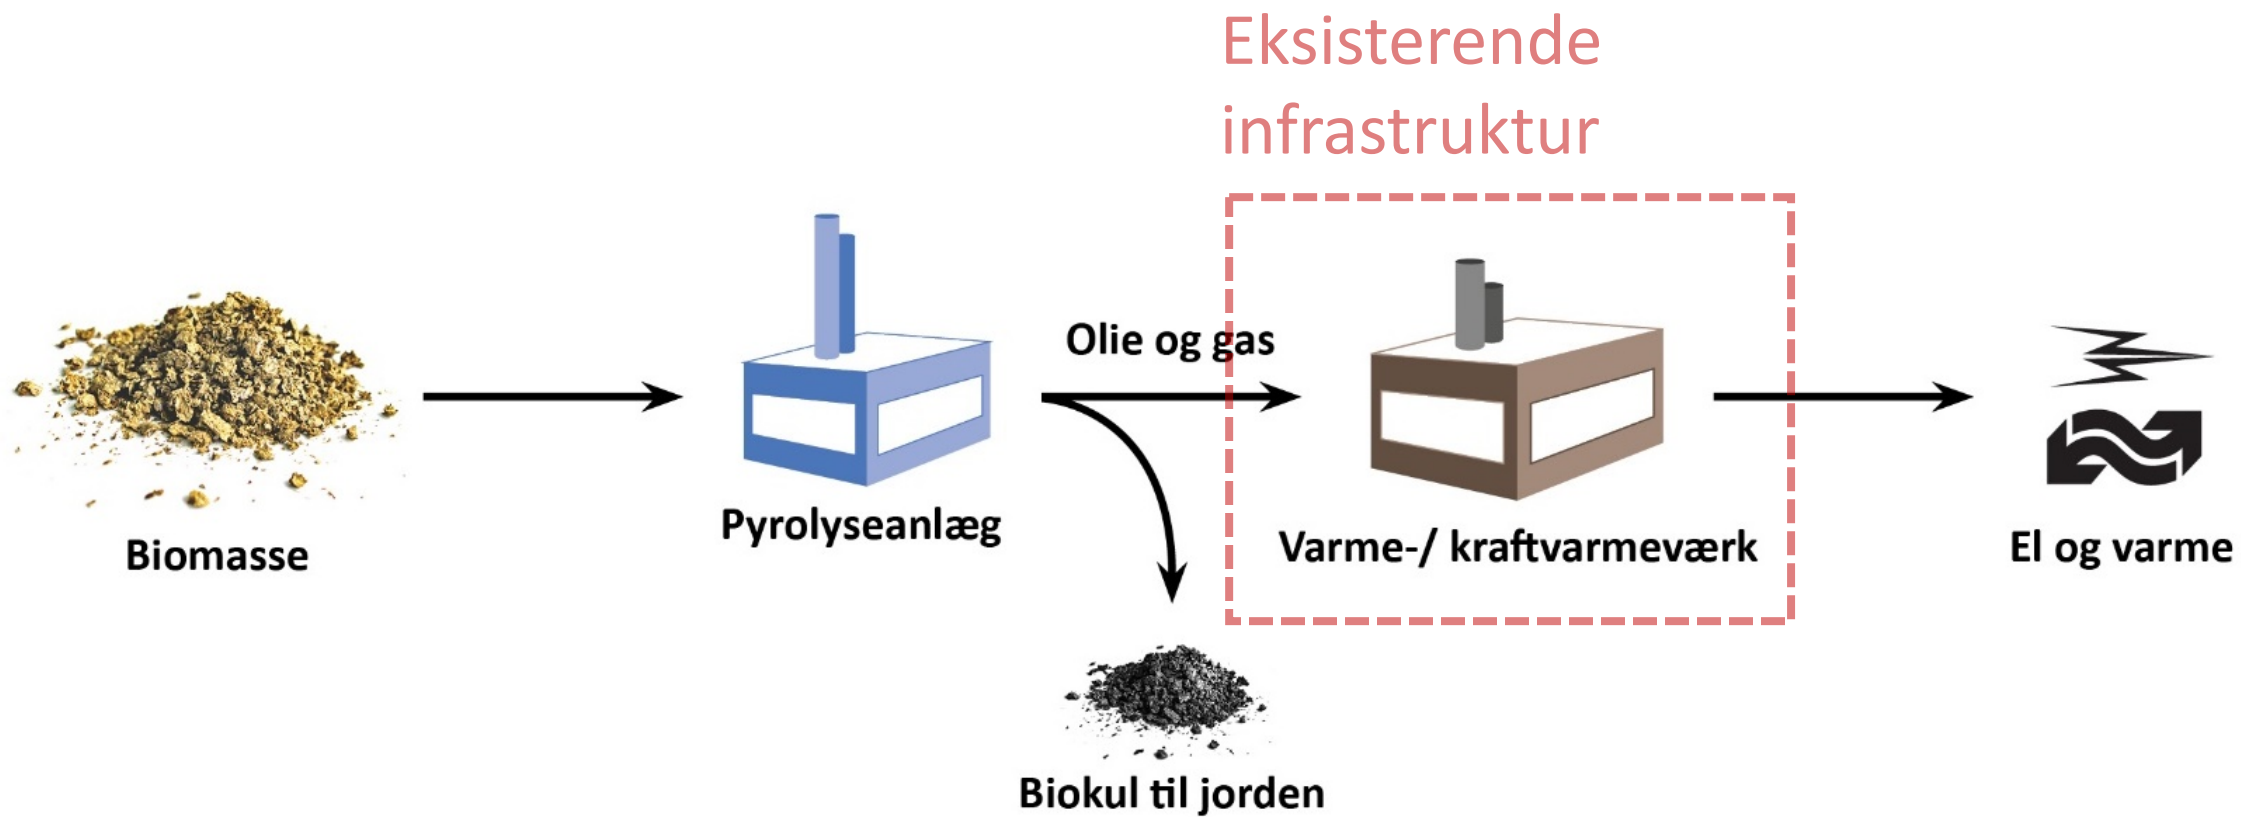 Eksisterende
infrastruktur
Olie og gas
Biomasse
Pyrolyseanlæg
Varme-/ kraftvarmeværk
El og varme
Biokul til jorden